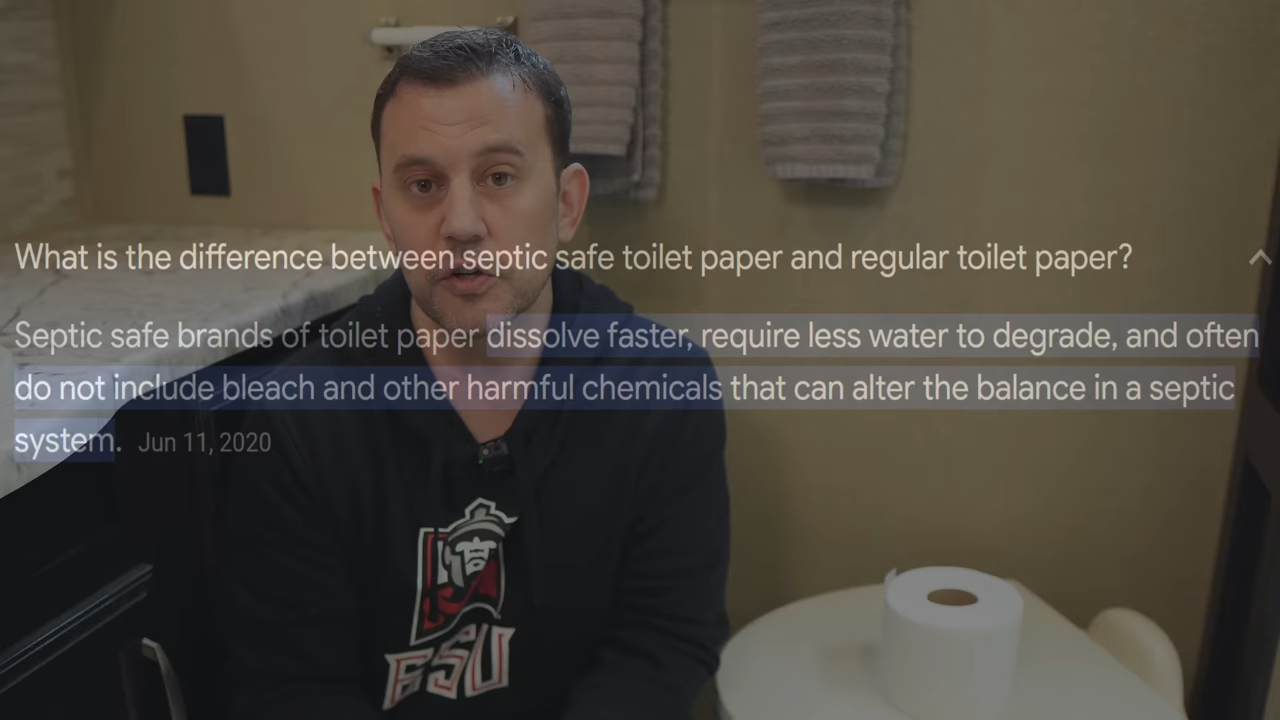 What is the difference between septic safe toilet paper and regular toilet paper?
Septic safe brands of toilet paper dissolve faster, require less water to degrade, and often
do not include bleach and other harmful chemicals that can alter the balance in a septic
system. Jun 11, 2020
ESU